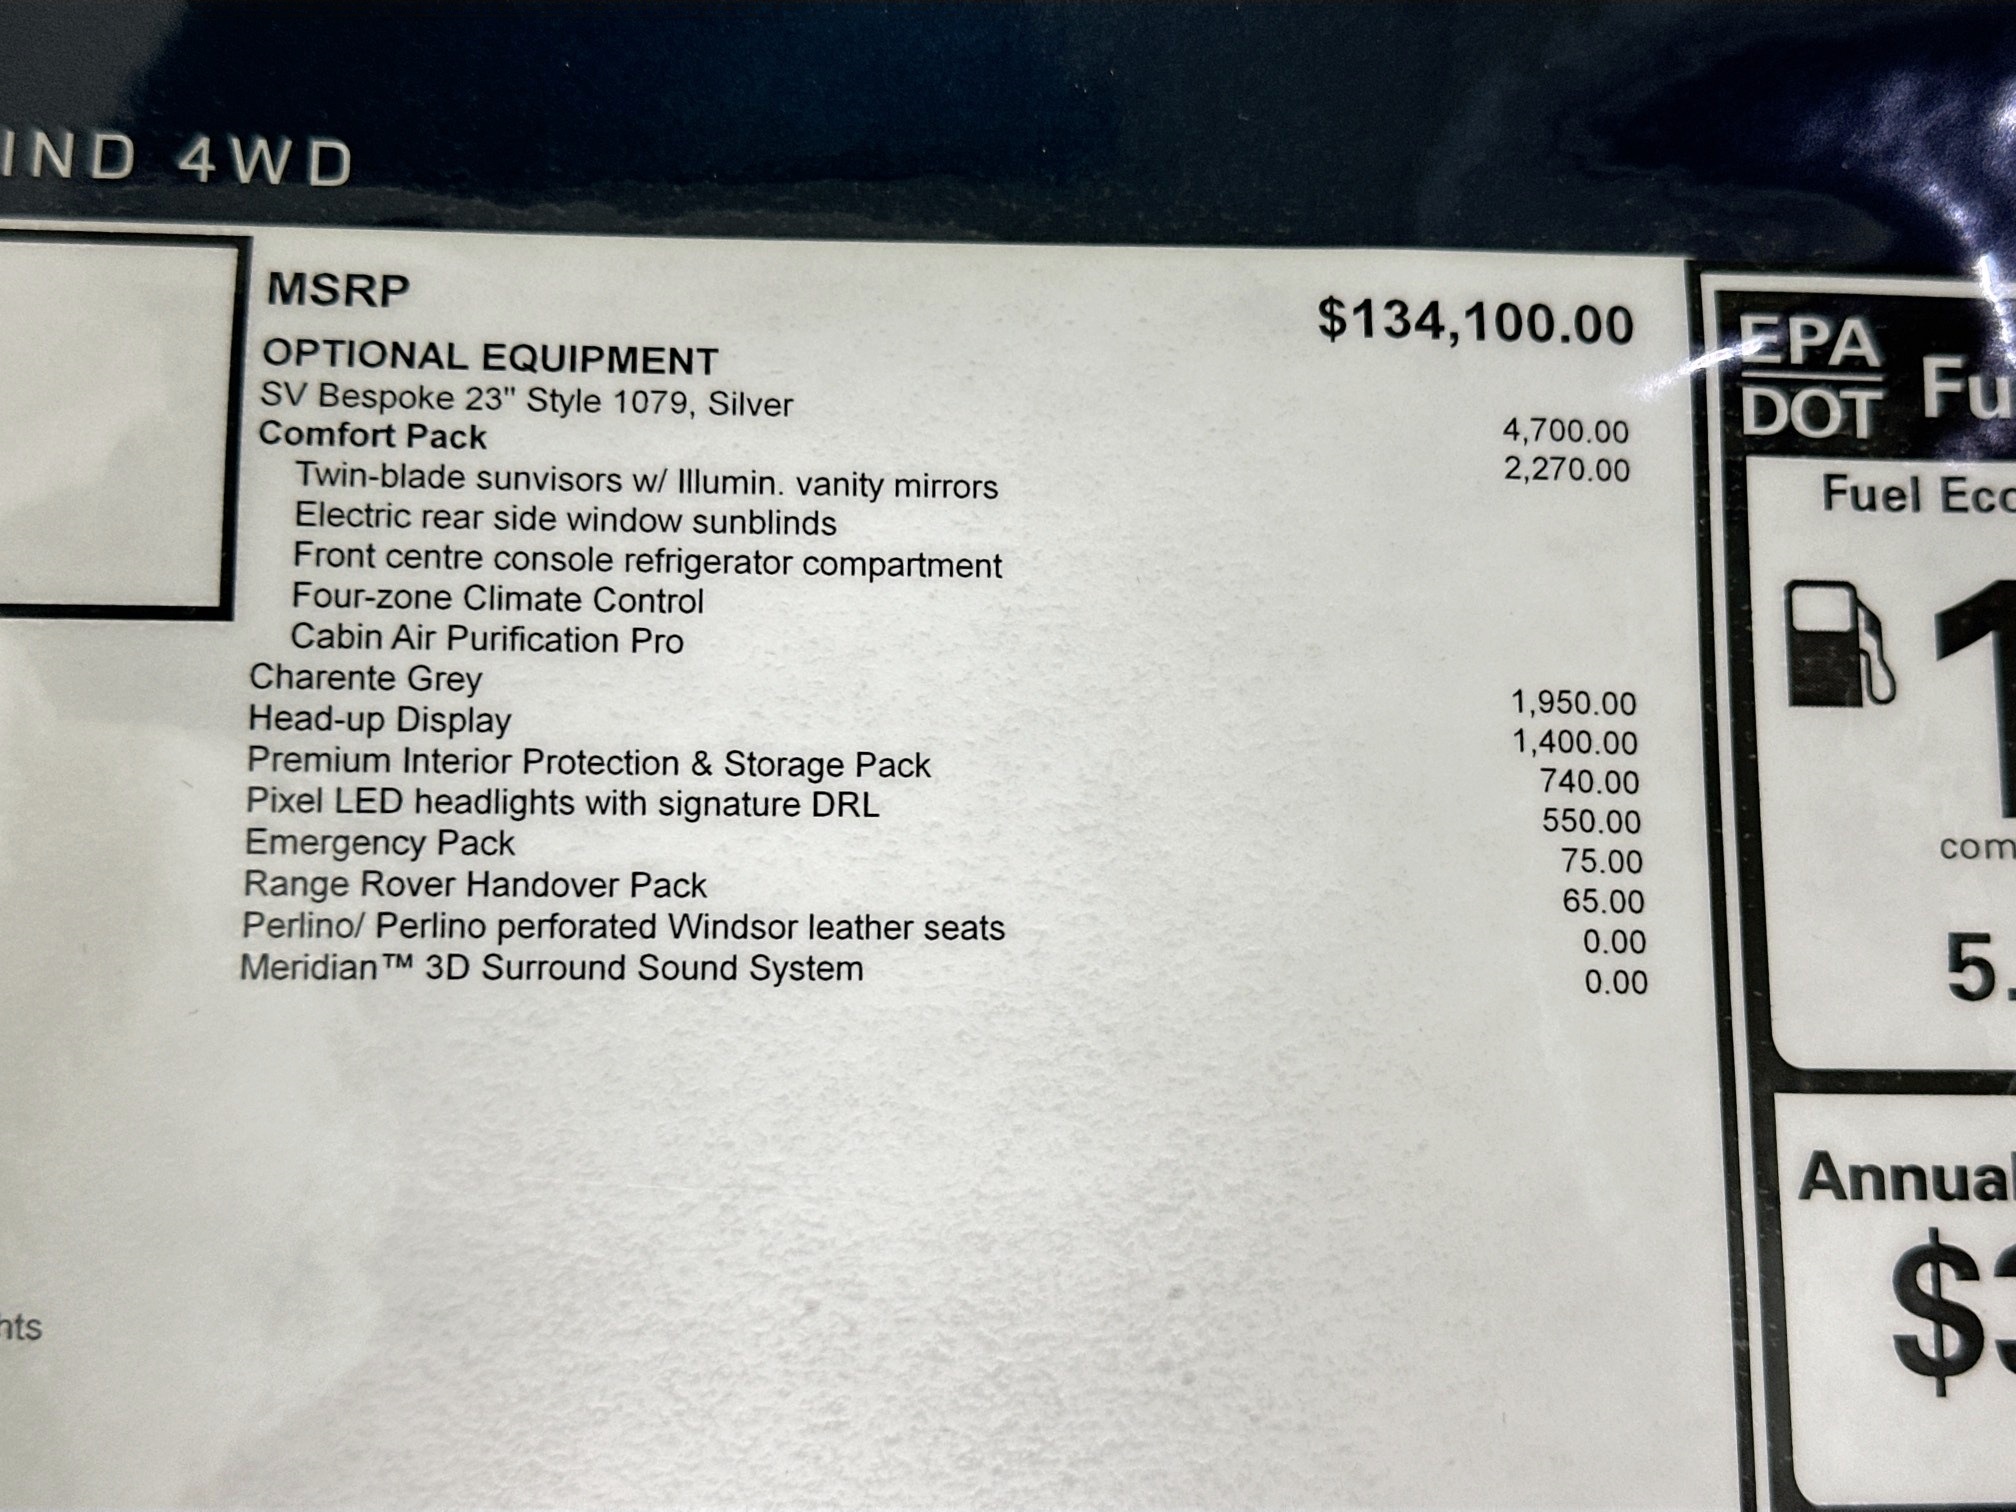 IND 4WD
MSRP $134,100.00
OPTIONAL EQUIPMENT
SV Bespoke 23" Style 1079, Silver 4,700.00
Comfort Pack 2,270.00
Twin-blade sunvisors w/ Illumin. vanity mirrors
Electric rear side window sunblinds
Front centre console refrigerator compartment
Four-zone Climate Control
Cabin Air Purification Pro
Charente Grey 1,950.00
Head-up Display 1,400.00
Premium Interior Protection & Storage Pack 740.00
Pixel LED headlights with signature DRL 550.00
Emergency Pack 75.00
Range Rover Handover Pack 65.00
Perlino/ Perlino perforated Windsor leather seats 0.00
Meridian™ 3D Surround Sound System 0.00
hts
EPA
DOT
Fu
Fuel Eco
1
com
5.
Annual
$3